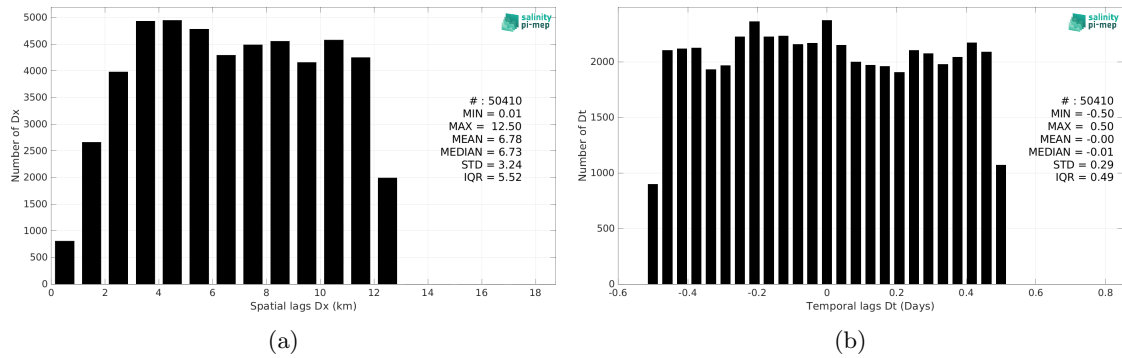 5000
4500
4000
3500
3000
2500
2000
1500
1000
500
0
Number of Dx
salinity
pi-mep
# : 50410
MIN = 0.01
MAX = 12.50
MEAN = 6.78
MEDIAN = 6.73
STD = 3.24
IQR = 5.52
0 2 4 6 8 10 12 14 16 18
Spatial lags Dx (km)
(a)
2000
1500
1000
500
0
Number of Dt
salinity
pi-mep
# : 50410
MIN = -0.50
MAX = 0.50
MEAN = -0.00
MEDIAN = -0.01
STD = 0.29
IQR = 0.49
-0.6 -0.4 -0.2 0 0.2 0.4 0.6 0.8
Temporal lags Dt (Days)
(b)